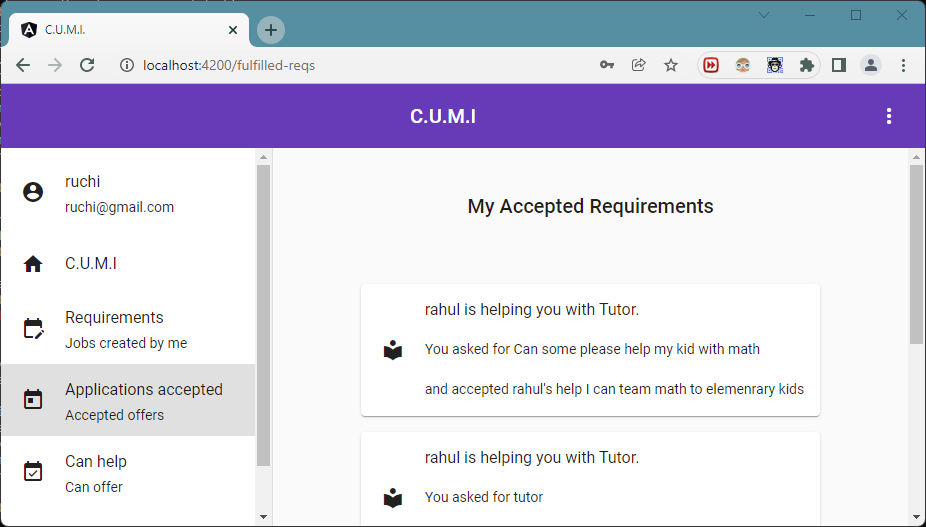 C.U.M.I.
localhost:4200/fulfilled-reqs
C.U.M.I
ruchi
ruchi@gmail.com
C.U.M.I
Requirements
Jobs created by me
Applications accepted
Accepted offers
Can help
Can offer
My Accepted Requirements
rahul is helping you with Tutor.
You asked for Can some please help my kid with math
and accepted rahul's help I can team math to elemenrary kids
rahul is helping you with Tutor.
You asked for tutor